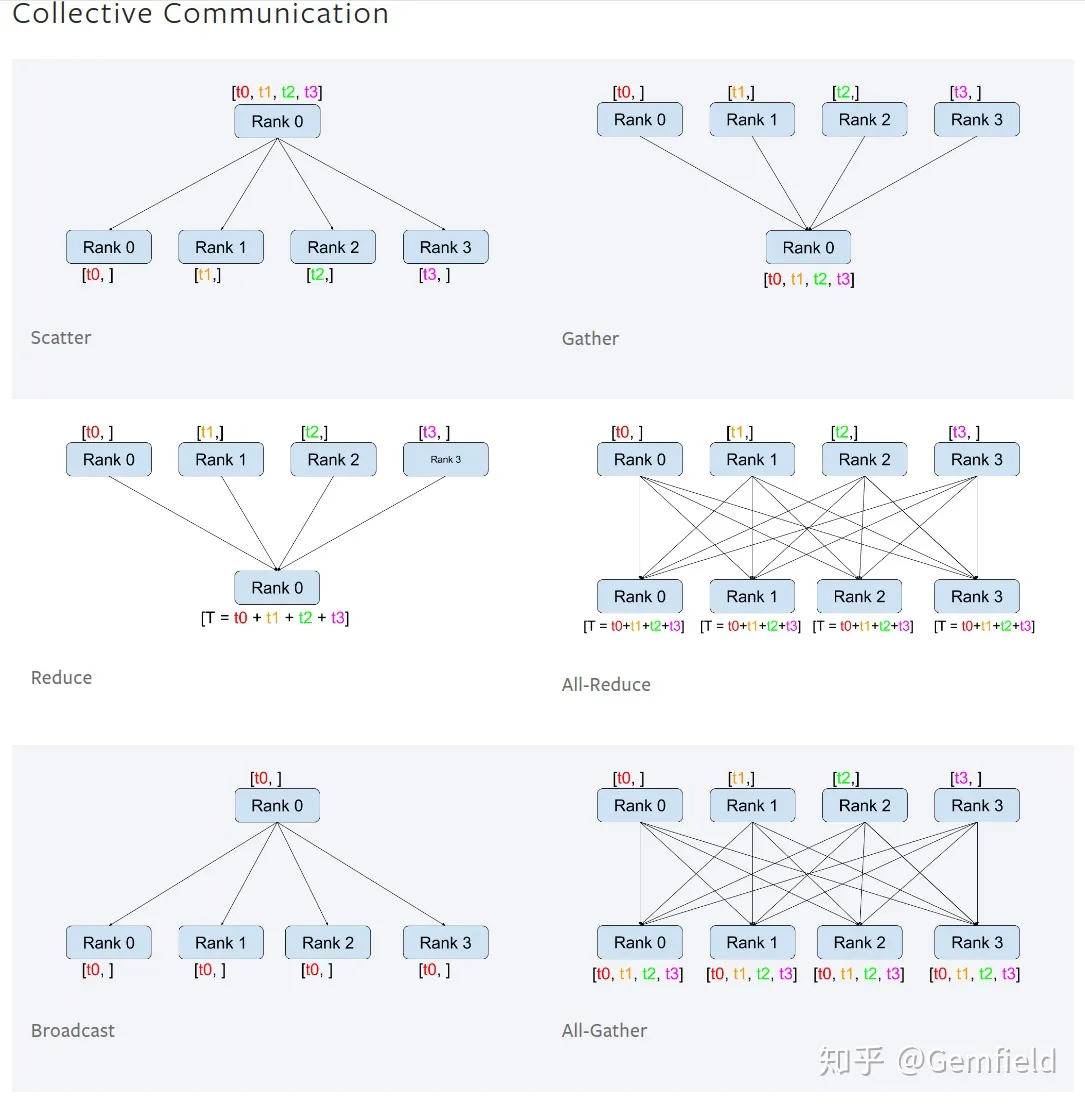 Collective Communication
[t0, t1, t2, t3]
Rank 0
Rank 0 Rank 1 Rank 2 Rank 3
[t0, ] [t1,] [t2,] [t3, ]
Scatter
[t0, ] [t1,] [t2,] [t3, ]
Rank 0 Rank 1 Rank 2 Rank 3
Rank 0
[t0, t1, t2, t3]
Gather
[t0, ] [t1,] [t2,] [t3, ]
Rank 0 Rank 1 Rank 2 Rank 3
Rank 0
[T = t0 + t1 + t2 + t3]
Reduce
[t0, ] [t1,] [t2,] [t3, ]
Rank 0 Rank 1 Rank 2 Rank 3
Rank 0 Rank 1 Rank 2 Rank 3
[T = t0+t1+t2+t3] [T = t0+t1+t2+t3] [T = t0+t1+t2+t3] [T = t0+t1+t2+t3]
All-Reduce
[t0, ]
Rank 0
Rank 0 Rank 1 Rank 2 Rank 3
[t0, ] [t0, ] [t0, ] [t0, ]
Broadcast
[t0, ] [t1,] [t2,] [t3, ]
Rank 0 Rank 1 Rank 2 Rank 3
Rank 0 Rank 1 Rank 2 Rank 3
[t0, t1, t2, t3] [t0, t1, t2, t3] [t0, t1, t2, t3] [t0, t1, t2, t3]
All-Gather
知乎 @Gemfield